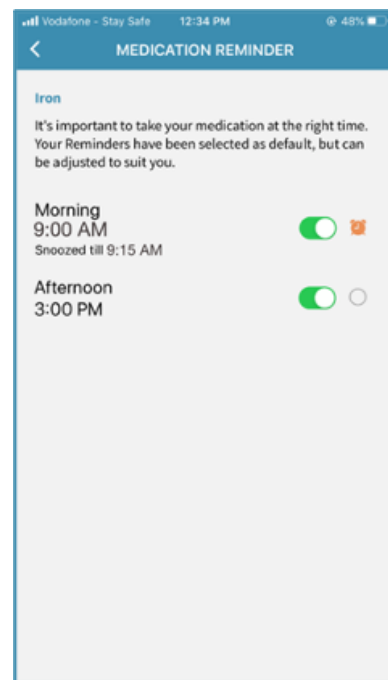 Vodafone - Stay Safe 12:34 PM 48%
MEDICATION REMINDER
Iron
It's important to take your medication at the right time.
Your Reminders have been selected as default, but can
be adjusted to suit you.
Morning
9:00 AM
Snoozed till 9:15 AM
Afternoon
3:00 PM